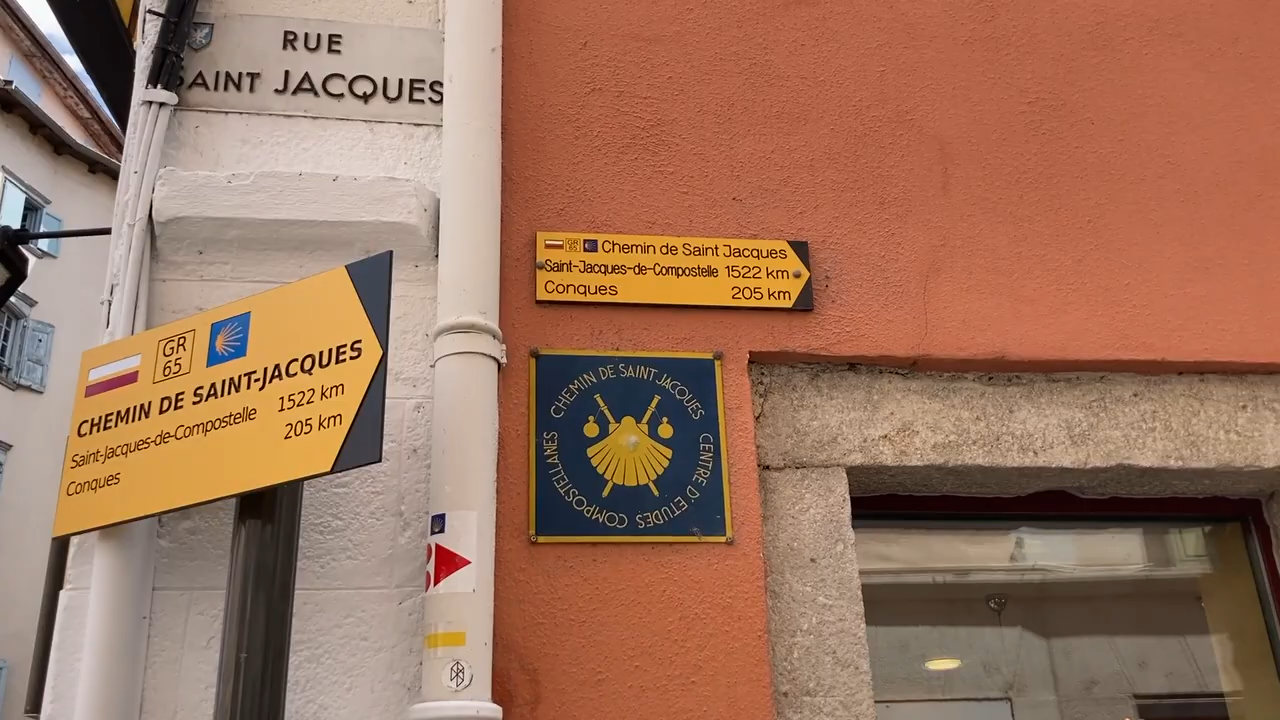 RUE
SAINT JACQUES
GR
65
CHEMIN DE SAINT-JACQUES
Saint-Jacques-de-Compostelle 1522 km
Conques 205 km
GR
65
Chemin de Saint Jacques
Saint-Jacques-de-Compostelle 1522 km
Conques 205 km
CHEMIN DE SAINT JACQUES
CENTRE D'ETUDES COMPOSTELLANES